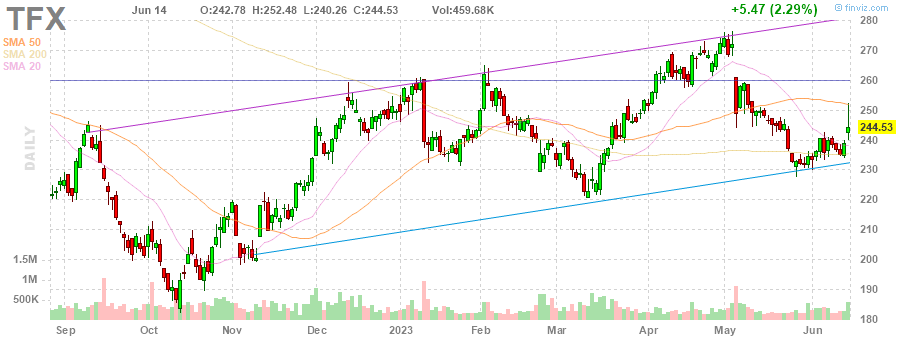 TFX Jun 14 O:242.78 H:252.48 L:240.26 C:244.53 Vol:459.68K +5.47 (2.29%) © finviz.com
SMA 50
SMA 200
SMA 20
DAILY
280
270
260
250
244.53
240
230
220
210
200
190
180
170
1.5M
1M
500K
Sep Oct Nov Dec 2023 Feb Mar Apr May Jun